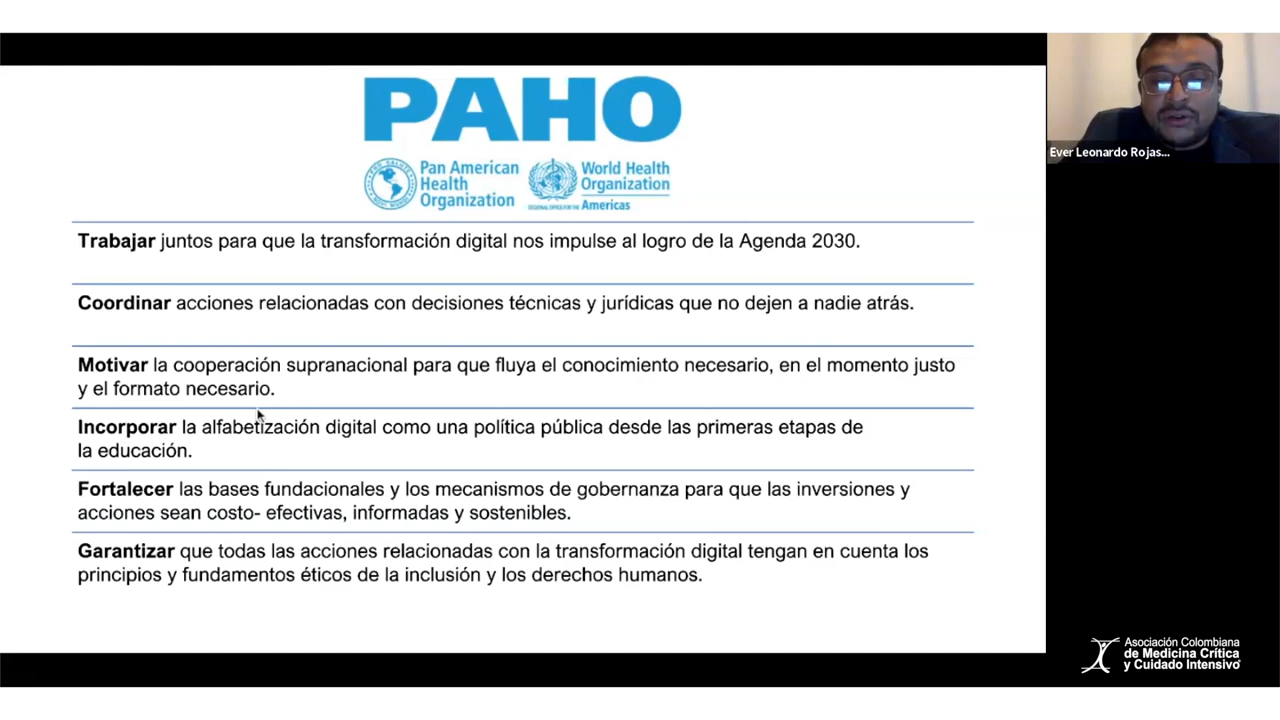 PAHO
Pan American
Health
Organization
World Health
Organization
REGIONAL OFFICE FOR THE Americas
Ever Leonardo Rojas...
Trabajar juntos para que la transformación digital nos impulse al logro de la Agenda 2030.
Coordinar acciones relacionadas con decisiones técnicas y jurídicas que no dejen a nadie atrás.
Motivar la cooperación supranacional para que fluya el conocimiento necesario, en el momento justo
y el formato necesario.
Incorporar la alfabetización digital como una política pública desde las primeras etapas de
la educación.
Fortalecer las bases fundacionales y los mecanismos de gobernanza para que las inversiones y
acciones sean costo- efectivas, informadas y sostenibles.
Garantizar que todas las acciones relacionadas con la transformación digital tengan en cuenta los
principios y fundamentos éticos de la inclusión y los derechos humanos.
Asociación Colombiana
de Medicina Crítica
y Cuidado Intensivo